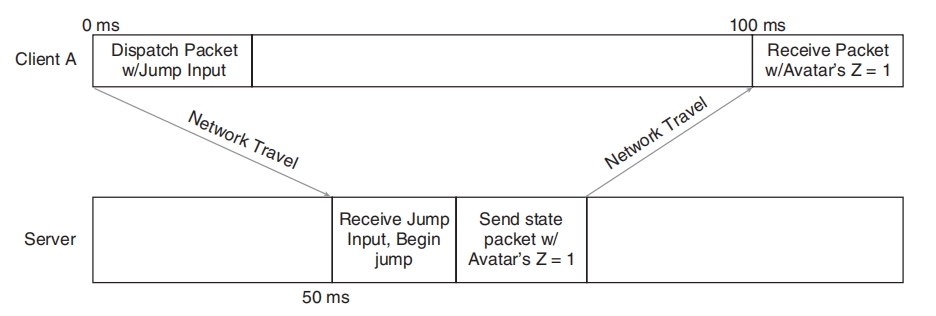 0 ms
100 ms
Client A
Dispatch Packet
w/Jump Input
Receive Packet
w/Avatar's Z = 1
Network Travel
Network Travel
Server
Receive Jump
Input, Begin
jump
Send state
packet w/
Avatar's Z = 1
50 ms